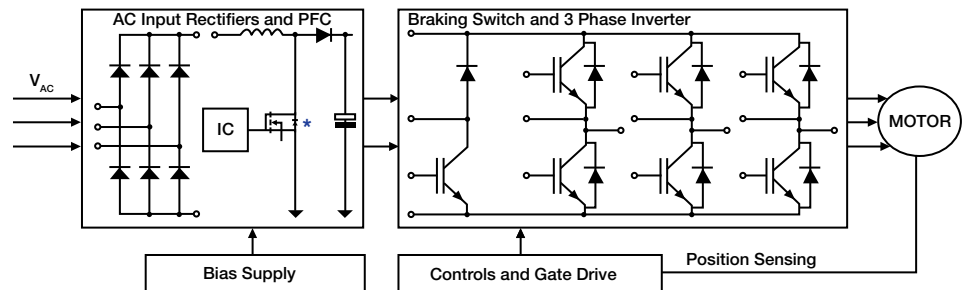 AC Input Rectifiers and PFC
Braking Switch and 3 Phase Inverter
VAC
IC
*
MOTOR
Position Sensing
Bias Supply
Controls and Gate Drive